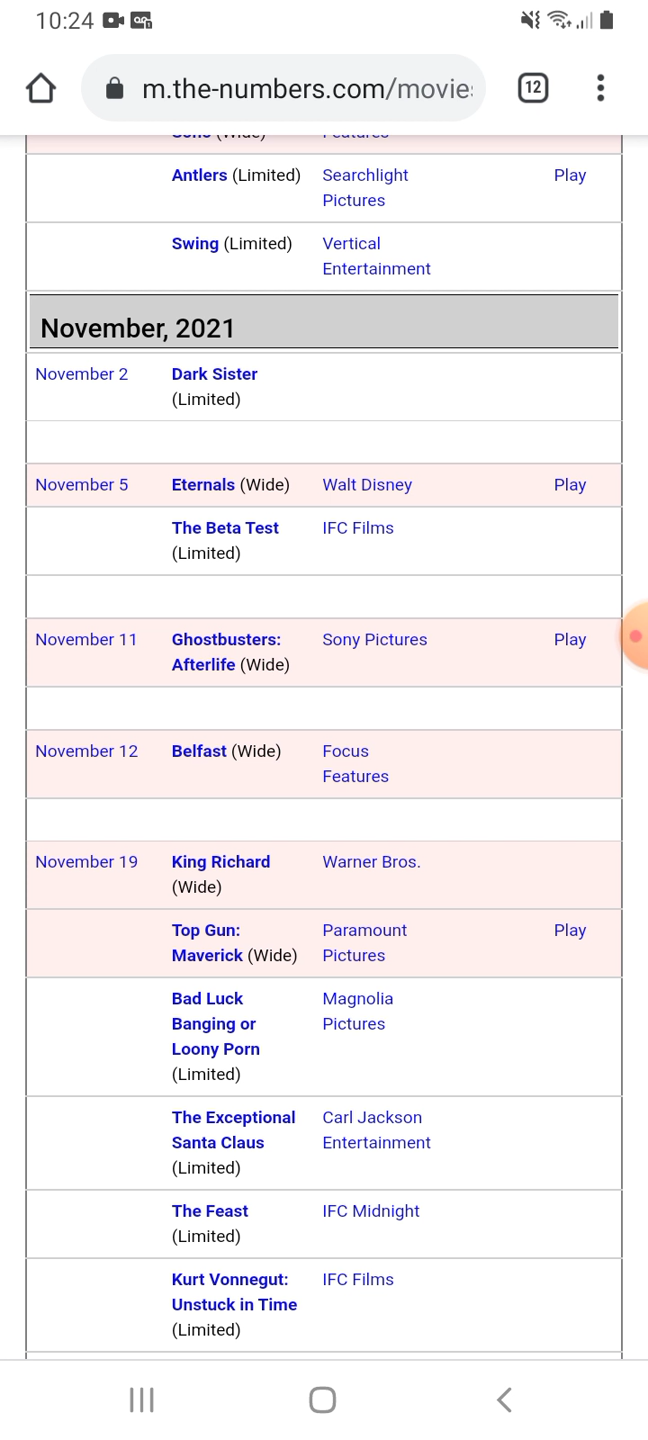 10:24
m.the-numbers.com/movie
12
(Wide) Features
Antlers (Limited) Searchlight Play
Pictures
Swing (Limited) Vertical
Entertainment
November, 2021
November 2 Dark Sister
(Limited)
November 5 Eternals (Wide) Walt Disney Play
The Beta Test IFC Films
(Limited)
November 11 Ghostbusters: Sony Pictures Play
Afterlife (Wide)
November 12 Belfast (Wide) Focus
Features
November 19 King Richard Warner Bros.
(Wide)
Top Gun: Paramount Play
Maverick (Wide) Pictures
Bad Luck Magnolia
Banging or Pictures
Loony Porn
(Limited)
The Exceptional Carl Jackson
Santa Claus Entertainment
(Limited)
The Feast IFC Midnight
(Limited)
Kurt Vonnegut: IFC Films
Unstuck in Time
(Limited)